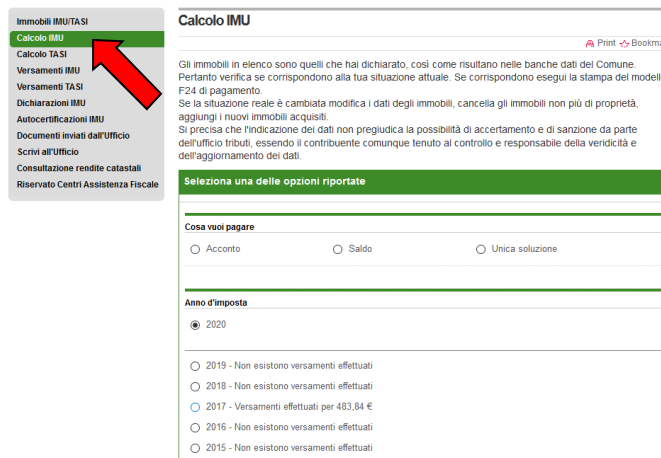 Immobili IMU/TASI
Calcolo IMU
Calcolo TASI
Versamenti IMU
Versamenti TASI
Dichiarazioni IMU
Autocertificazioni IMU
Documenti inviati dall'Ufficio
Scrivi all'Ufficio
Consultazione rendite catastali
Riservato Centri Assistenza Fiscale
Calcolo IMU
Print Bookma
Gli immobili in elenco sono quelli che hai dichiarato, così come risultano nelle banche dati del Comune.
Pertanto verifica se corrispondono alla tua situazione attuale. Se corrispondono esegui la stampa del modell
F24 di pagamento.
Se la situazione reale è cambiata modifica i dati degli immobili, cancella gli immobili non più di proprietà,
aggiungi i nuovi immobili acquisiti.
Si precisa che l'indicazione dei dati non pregiudica la possibilità di accertamento e di sanzione da parte
dell'ufficio tributi, essendo il contribuente comunque tenuto al controllo e responsabile della veridicità e
dell'aggiornamento dei dati.
Seleziona una delle opzioni riportate
Cosa vuoi pagare
Acconto Saldo Unica soluzione
Anno d'imposta
2020
2019 - Non esistono versamenti effettuati
2018 - Non esistono versamenti effettuati
2017 - Versamenti effettuati per 483,84 €
2016 - Non esistono versamenti effettuati
2015 - Non esistono versamenti effettuati